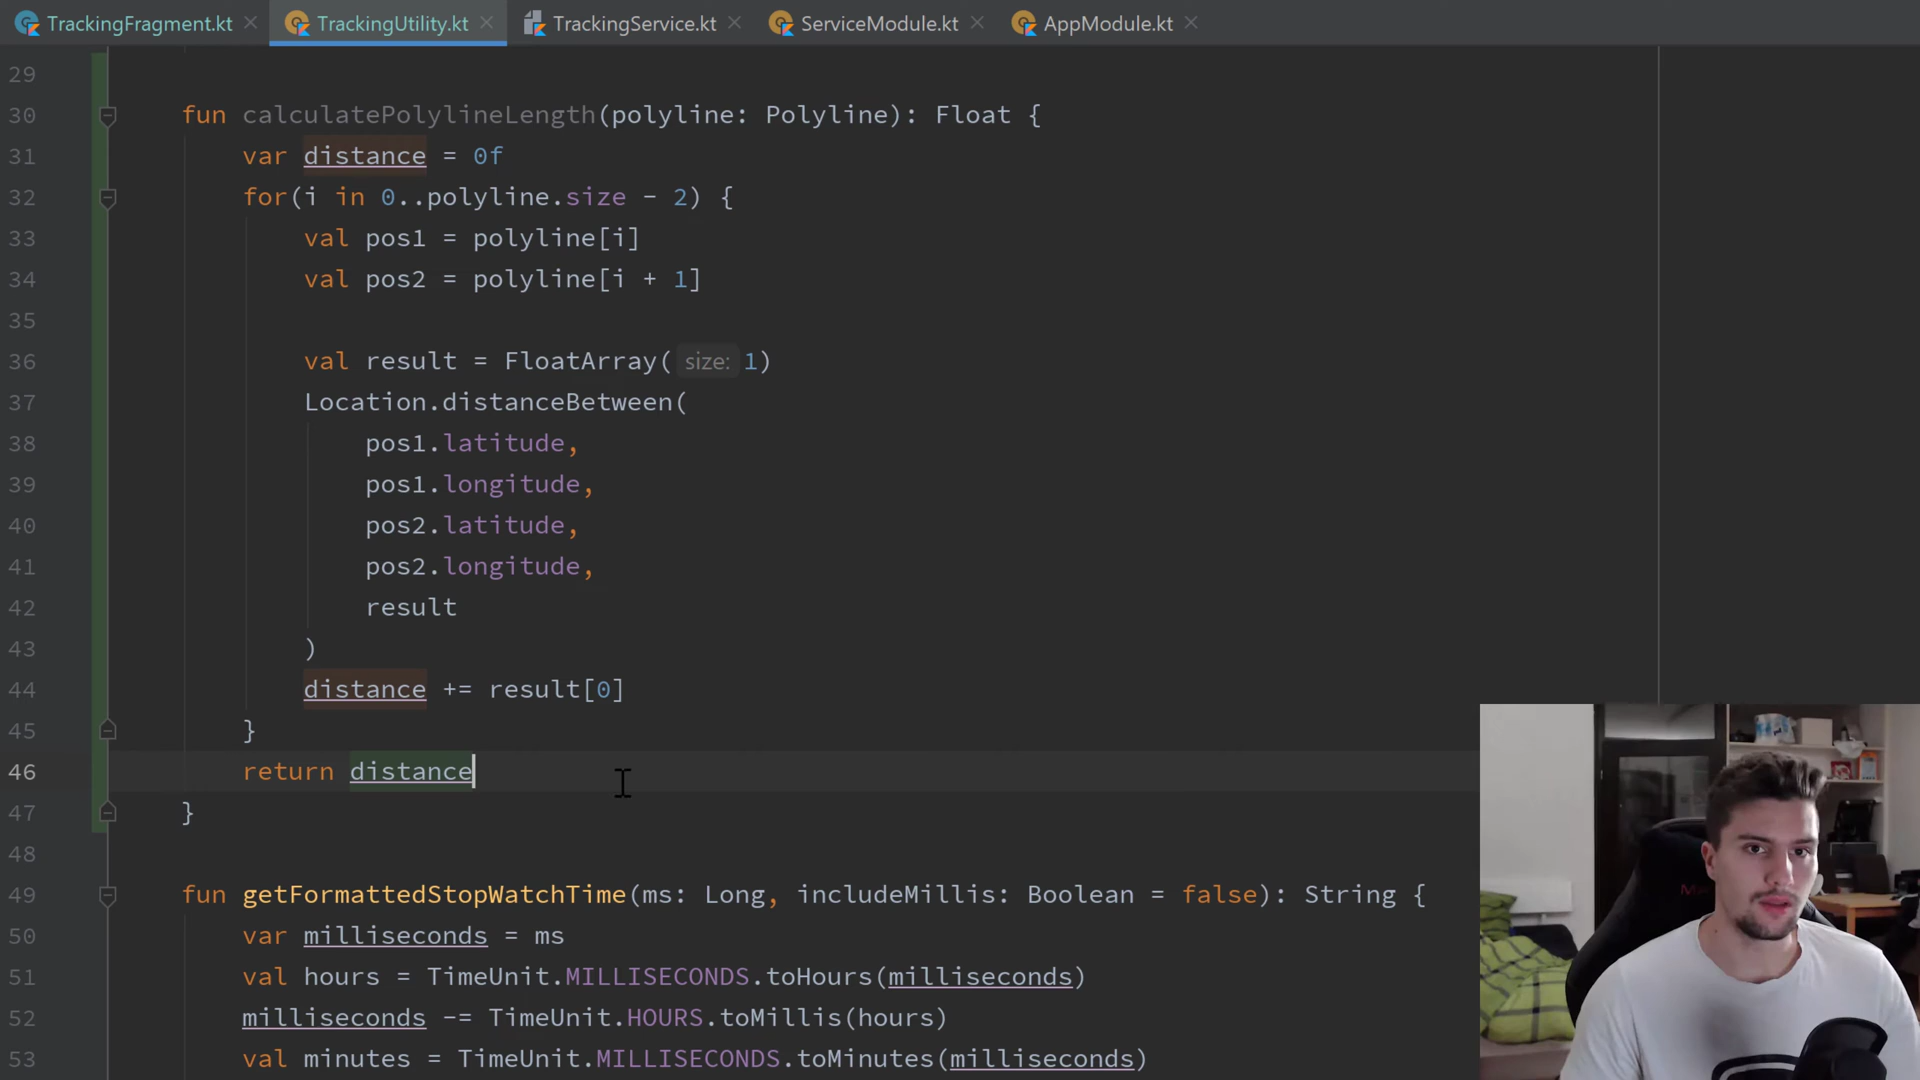 TrackingFragment.kt TrackingUtility.kt TrackingService.kt ServiceModule.kt AppModule.kt
29
30 fun calculatePolylineLength(polyline: Polyline): Float {
31 var distance = 0f
32 for(i in 0..polyline.size - 2) {
33 val pos1 = polyline[i]
34 val pos2 = polyline[i + 1]
35
36 val result = FloatArray( size: 1)
37 Location.distanceBetween(
38 pos1.latitude,
39 pos1.longitude,
40 pos2.latitude,
41 pos2.longitude,
42 result
43 )
44 distance += result[0]
45 }
46 return distance
47 }
48
49 fun getFormattedStopWatchTime(ms: Long, includeMillis: Boolean = false): String {
50 var milliseconds = ms
51 val hours = TimeUnit.MILLISECONDS.toHours(milliseconds)
52 milliseconds -= TimeUnit.HOURS.toMillis(hours)
53 val minutes = TimeUnit.MILLISECONDS.toMinutes(milliseconds)